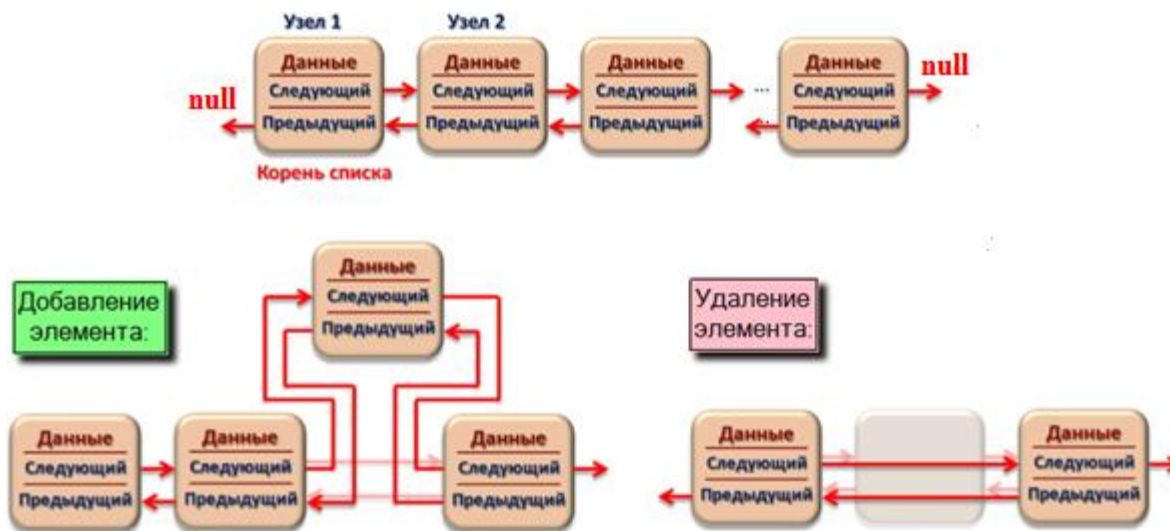 Узел 1
Узел 2
Данные
Следующий
Предыдущий
Данные
Следующий
Предыдущий
Данные
Следующий
Предыдущий
...
Данные
Следующий
Предыдущий
null
null
Корень списка
Добавление
элемента:
Данные
Следующий
Предыдущий
Данные
Следующий
Предыдущий
Данные
Следующий
Предыдущий
Данные
Следующий
Предыдущий
Удаление
элемента:
Данные
Следующий
Предыдущий
Данные
Следующий
Предыдущий